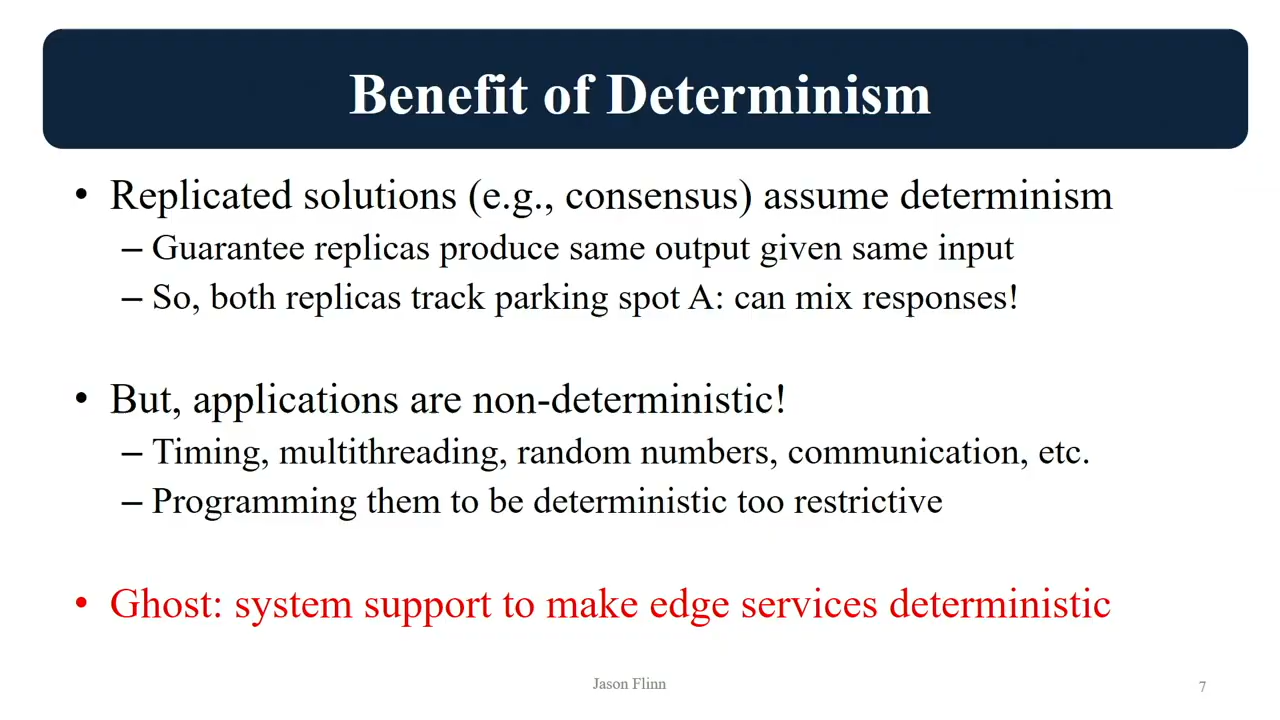 Benefit of Determinism
• Replicated solutions (e.g., consensus) assume determinism
– Guarantee replicas produce same output given same input
– So, both replicas track parking spot A: can mix responses!
• But, applications are non-deterministic!
– Timing, multithreading, random numbers, communication, etc.
– Programming them to be deterministic too restrictive
• Ghost: system support to make edge services deterministic
Jason Flinn
7